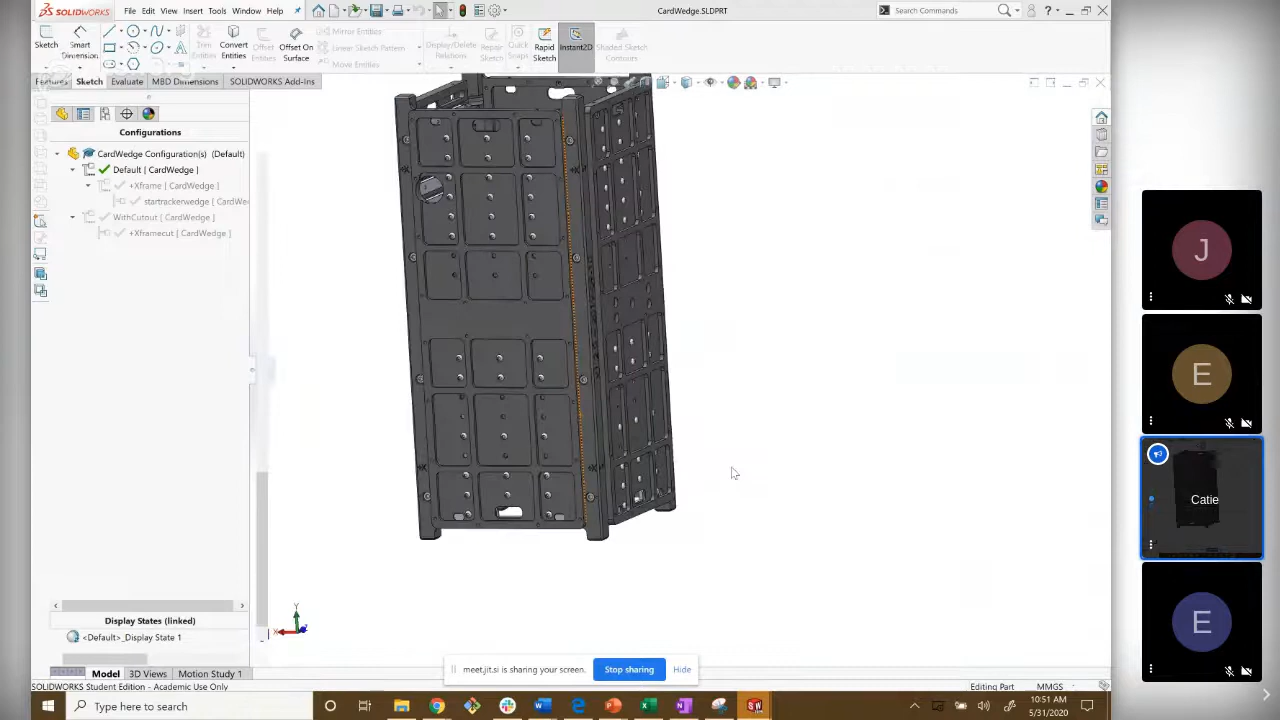 SOLIDWORKS File Edit View Insert Tools Window Help CardWedge.SLDPRT Search Commands
Sketch Smart Dimension Trim Entities Convert Entities Offset Entities Offset On Surface Mirror Entities Linear Sketch Pattern Move Entities Display/Delete Relations Repair Sketch Quick Snaps Rapid Sketch Instant2D Shaded Sketch Contours
Features Sketch Evaluate MBD Dimensions SOLIDWORKS Add-Ins
Configurations
CardWedge Configuration(s) (Default)
Default [ CardWedge ]
+Xframe [ CardWedge ]
startrackerwedge [ CardWe
WithCutout [ CardWedge ]
+Xframecut [ CardWedge ]
J
E
Catie
E
Y
X
Z
Display States (linked)
<Default>_Display State 1
Model 3D Views Motion Study 1
meet.jit.si is sharing your screen. Stop sharing Hide
SOLIDWORKS Student Edition - Academic Use Only Editing Part MMGS
Type here to search
10:51 AM
5/31/2020